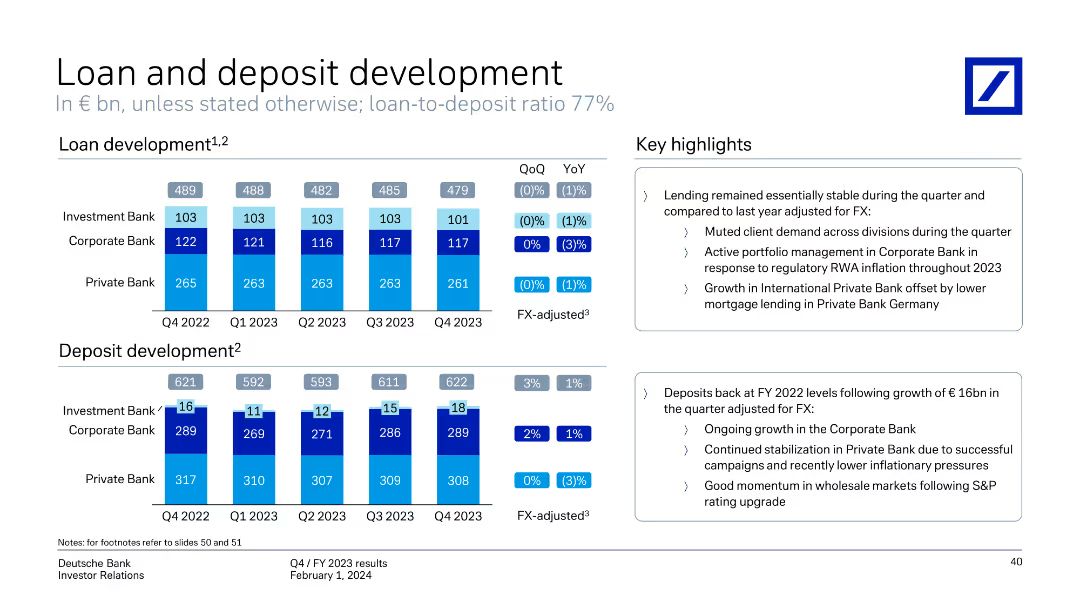 Loan and deposit development
In € bn, unless stated otherwise; loan-to-deposit ratio 77%
Loan development1,2
QoQ YoY
489 488 482 485 479 (0)% (1)%
Investment Bank 103 103 103 103 101 (0)% (1)%
Corporate Bank 122 121 116 117 117 0% (3)%
Private Bank 265 263 263 263 261 (0)% (1)%
Q4 2022 Q1 2023 Q2 2023 Q3 2023 Q4 2023 FX-adjusted3
Deposit development2
621 592 593 611 622 3% 1%
Investment Bank 16 11 12 15 18
Corporate Bank 289 269 271 286 289 2% 1%
Private Bank 317 310 307 309 308 0% (3)%
Q4 2022 Q1 2023 Q2 2023 Q3 2023 Q4 2023 FX-adjusted3
Key highlights
Lending remained essentially stable during the quarter and
compared to last year adjusted for FX:
Muted client demand across divisions during the quarter
Active portfolio management in Corporate Bank in
response to regulatory RWA inflation throughout 2023
Growth in International Private Bank offset by lower
mortgage lending in Private Bank Germany
Deposits back at FY 2022 levels following growth of € 16bn in
the quarter adjusted for FX:
Ongoing growth in the Corporate Bank
Continued stabilization in Private Bank due to successful
campaigns and recently lower inflationary pressures
Good momentum in wholesale markets following S&P
rating upgrade
Notes: for footnotes refer to slides 50 and 51
Deutsche Bank
Investor Relations
Q4 / FY 2023 results
February 1, 2024
40